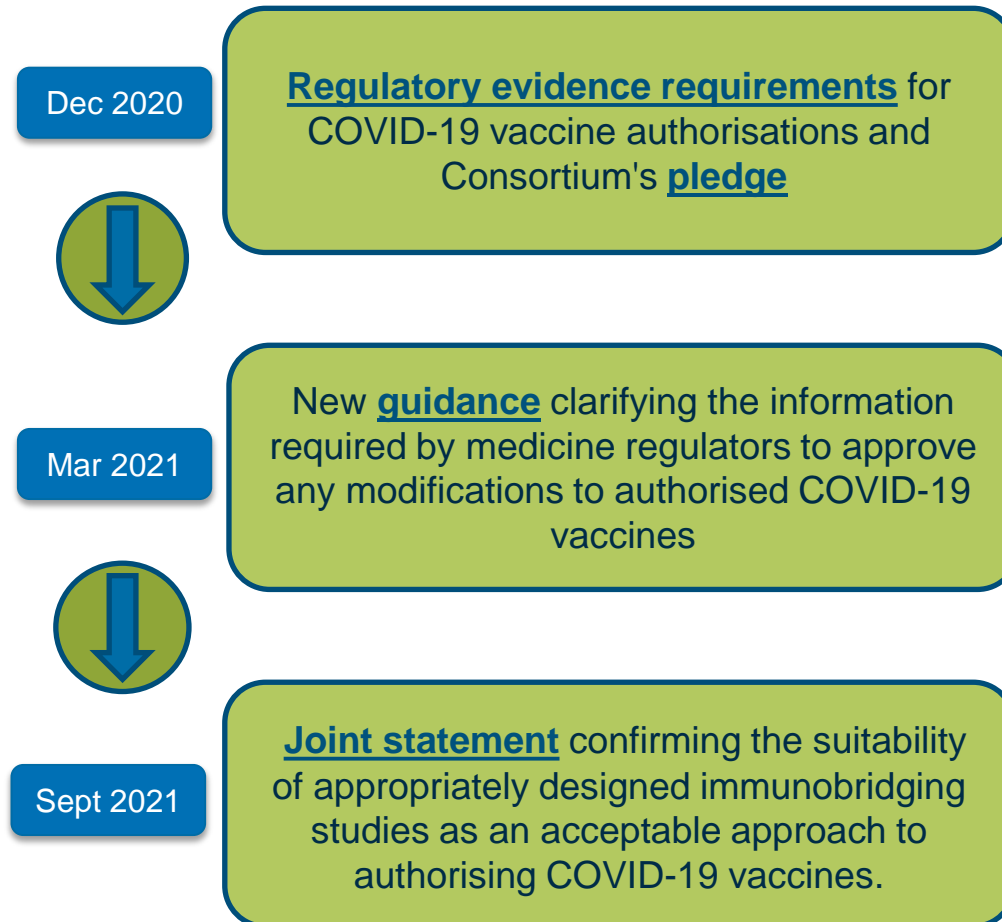 Dec 2020
Regulatory evidence requirements for
COVID-19 vaccine authorisations and
Consortium's pledge
Mar 2021
New guidance clarifying the information
required by medicine regulators to approve
any modifications to authorised COVID-19
vaccines
Sept 2021
Joint statement confirming the suitability
of appropriately designed immunobridging
studies as an acceptable approach to
authorising COVID-19 vaccines.